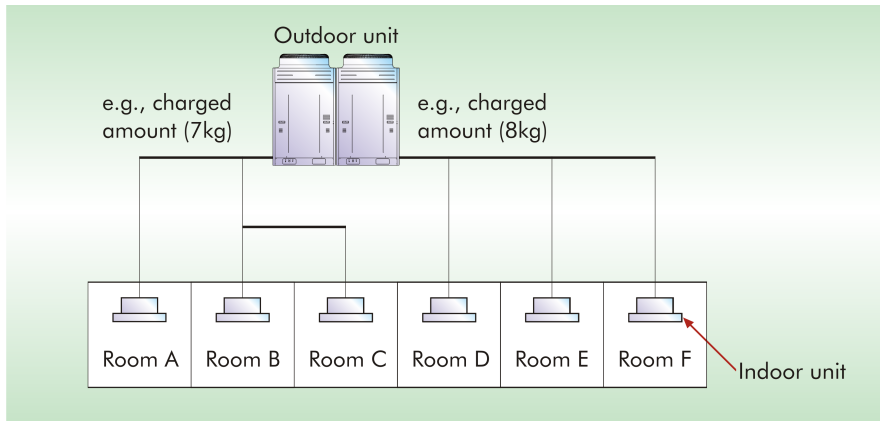 Outdoor unit
e.g., charged
amount (7kg)
e.g., charged
amount (8kg)
Room A
Room B
Room C
Room D
Room E
Room F
Indoor unit